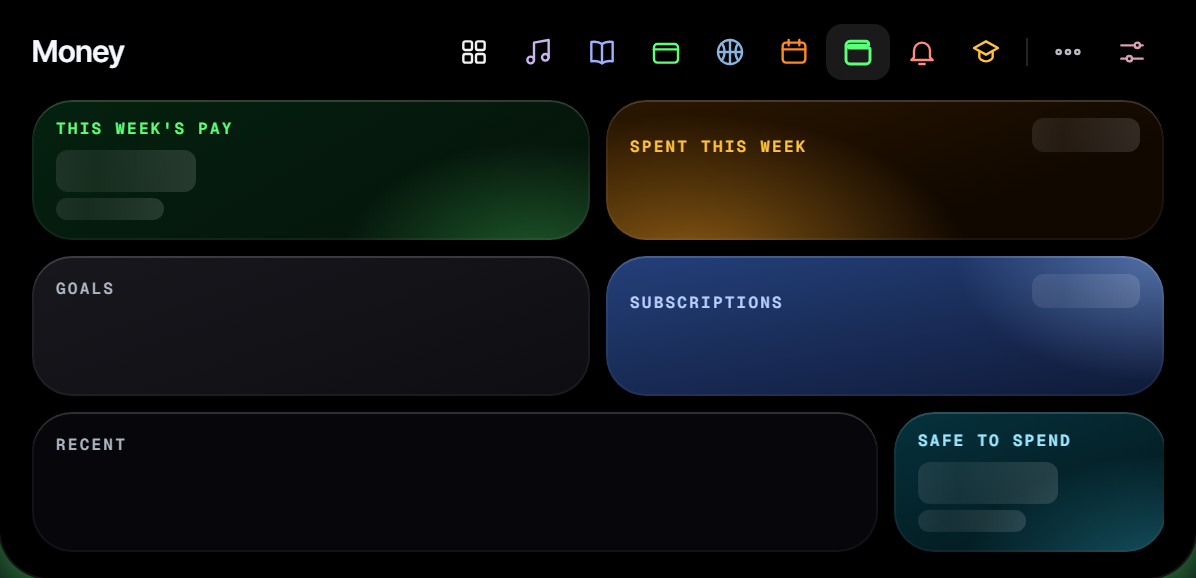 Money
THIS WEEK'S PAY
SPENT THIS WEEK
GOALS
SUBSCRIPTIONS
RECENT
SAFE TO SPEND